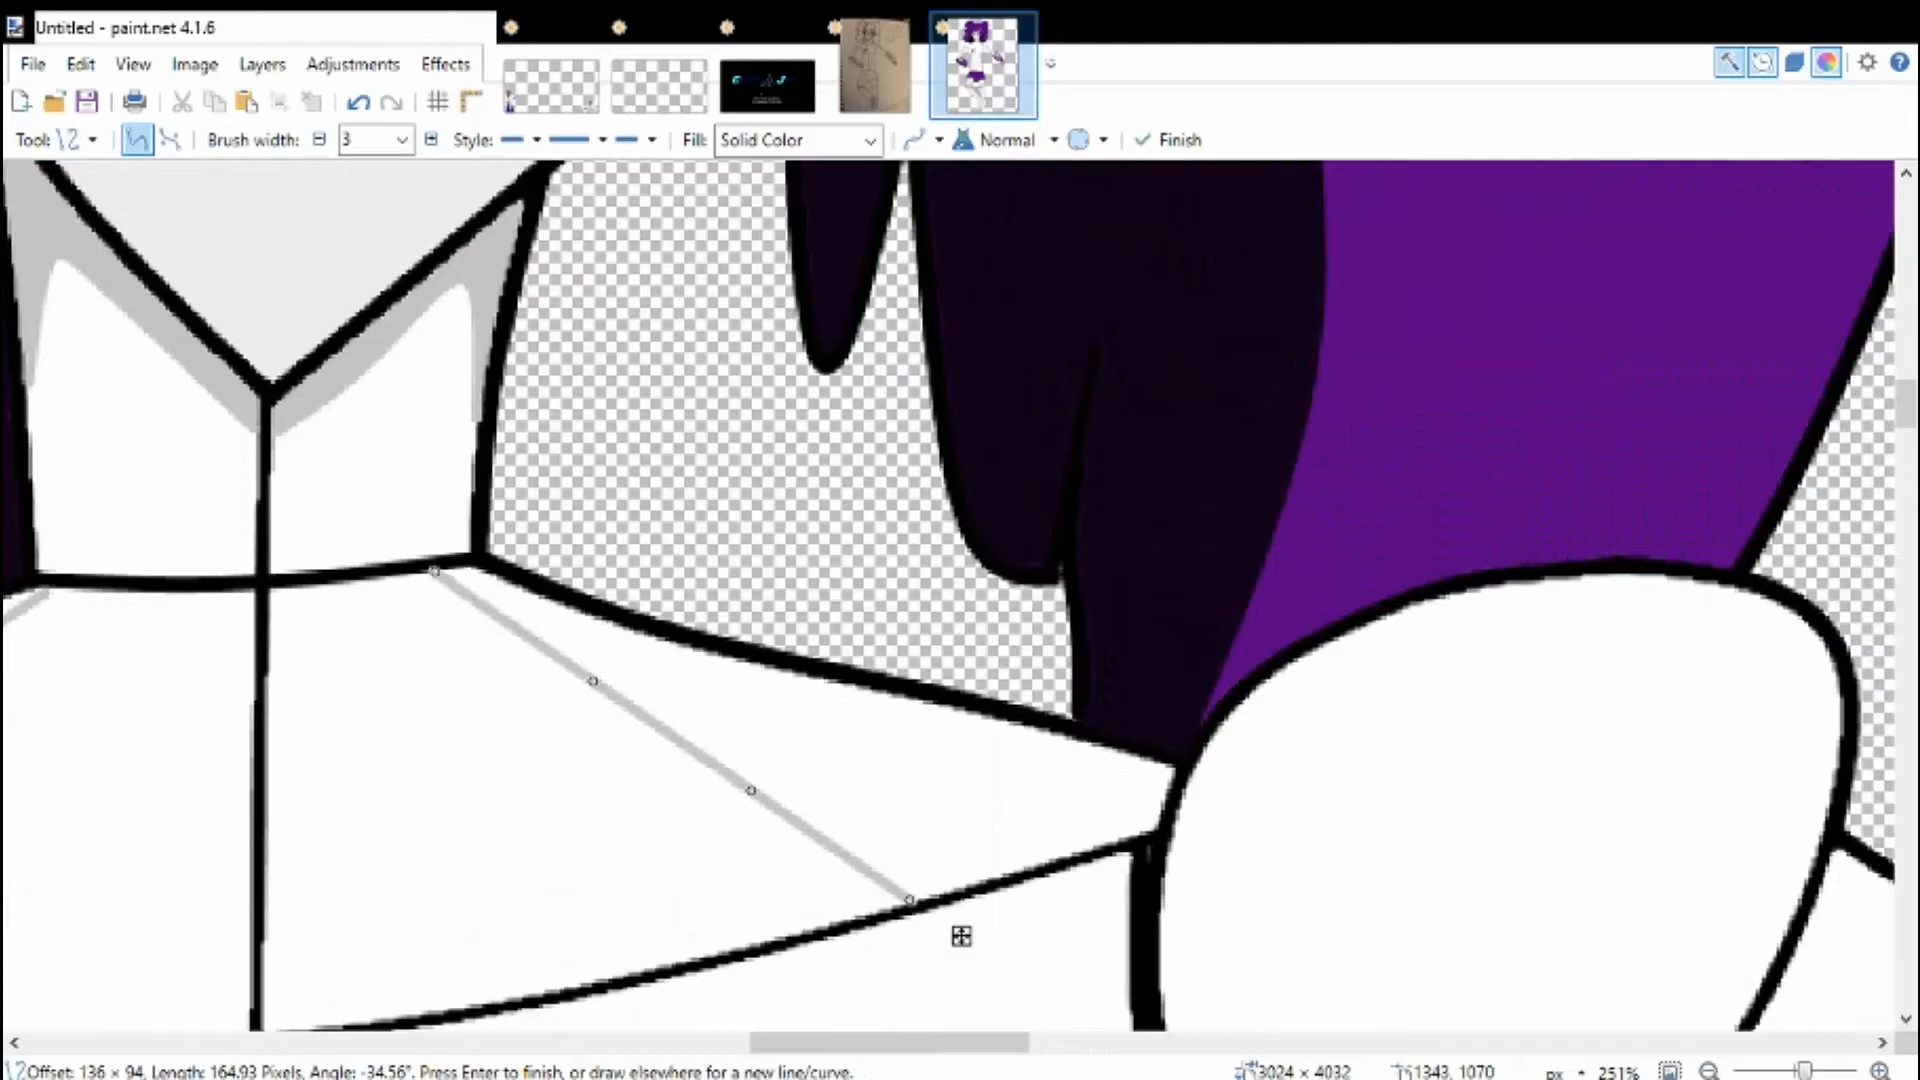 Untitled - paint.net 4.1.6
File Edit View Image Layers Adjustments Effects
Tool: Brush width: 3 Style: Fill: Solid Color Normal Finish
Offset: 136 × 94, Length: 164.93 Pixels, Angle: -34.56°. Press Enter to finish, or draw elsewhere for a new line/curve. 3024 × 4032 1343, 1070 px 251%